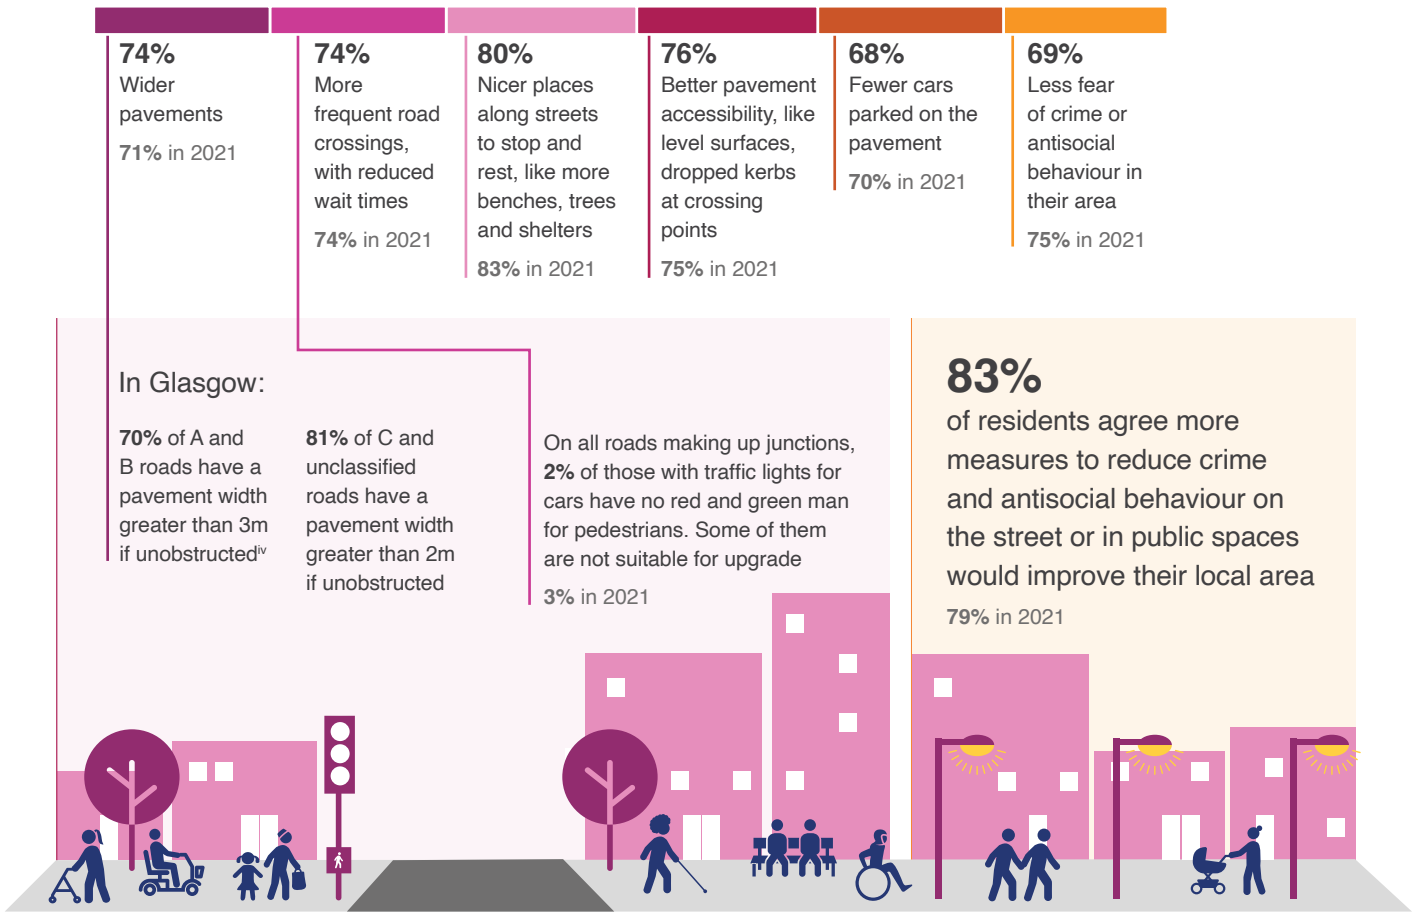 74%
Wider
pavements
71% in 2021
74%
More
frequent road
crossings,
with reduced
wait times
74% in 2021
80%
Nicer places
along streets
to stop and
rest, like more
benches, trees
and shelters
83% in 2021
76%
Better pavement
accessibility, like
level surfaces,
dropped kerbs
at crossing
points
75% in 2021
68%
Fewer cars
parked on the
pavement
70% in 2021
69%
Less fear
of crime or
antisocial
behaviour in
their area
75% in 2021
In Glasgow:
70% of A and
B roads have a
pavement width
greater than 3m
if unobstructediv
81% of C and
unclassified
roads have a
pavement width
greater than 2m
if unobstructed
On all roads making up junctions,
2% of those with traffic lights for
cars have no red and green man
for pedestrians. Some of them
are not suitable for upgrade
3% in 2021
83%
of residents agree more
measures to reduce crime
and antisocial behaviour on
the street or in public spaces
would improve their local area
79% in 2021